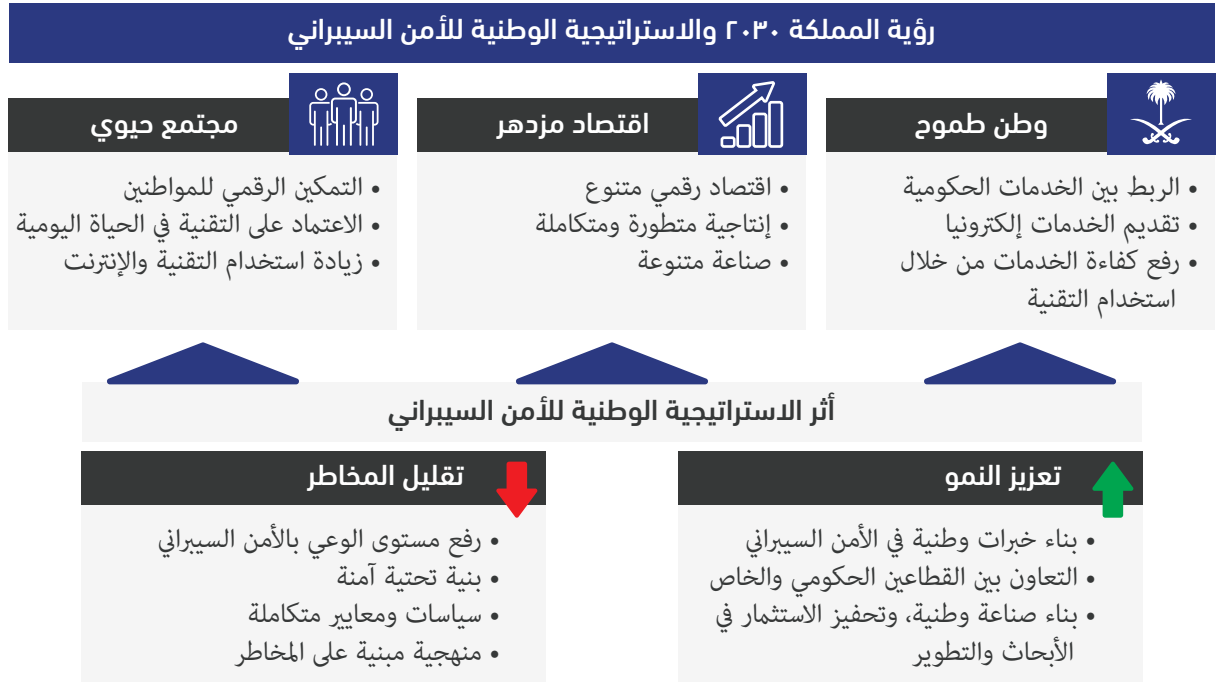 رؤية المملكة ٢٠٣٠ والاستراتيجية الوطنية للأمن السيبراني
وطن طموح
• الربط بين الخدمات الحكومية
• تقديم الخدمات إلكترونيا
• رفع كفاءة الخدمات من خلال
استخدام التقنية
اقتصاد مزدهر
• اقتصاد رقمي متنوع
• إنتاجية متطورة ومتكاملة
• صناعة متنوعة
مجتمع حيوي
• التمكين الرقمي للمواطنين
• الاعتماد على التقنية في الحياة اليومية
• زيادة استخدام التقنية والإنترنت
أثر الاستراتيجية الوطنية للأمن السيبراني
تعزيز النمو
• بناء خبرات وطنية في الأمن السيبراني
• التعاون بين القطاعين الحكومي والخاص
• بناء صناعة وطنية، وتحفيز الاستثمار في
الأبحاث والتطوير
تقليل المخاطر
• رفع مستوى الوعي بالأمن السيبراني
• بنية تحتية آمنة
• سياسات ومعايير متكاملة
• منهجية مبنية على المخاطر